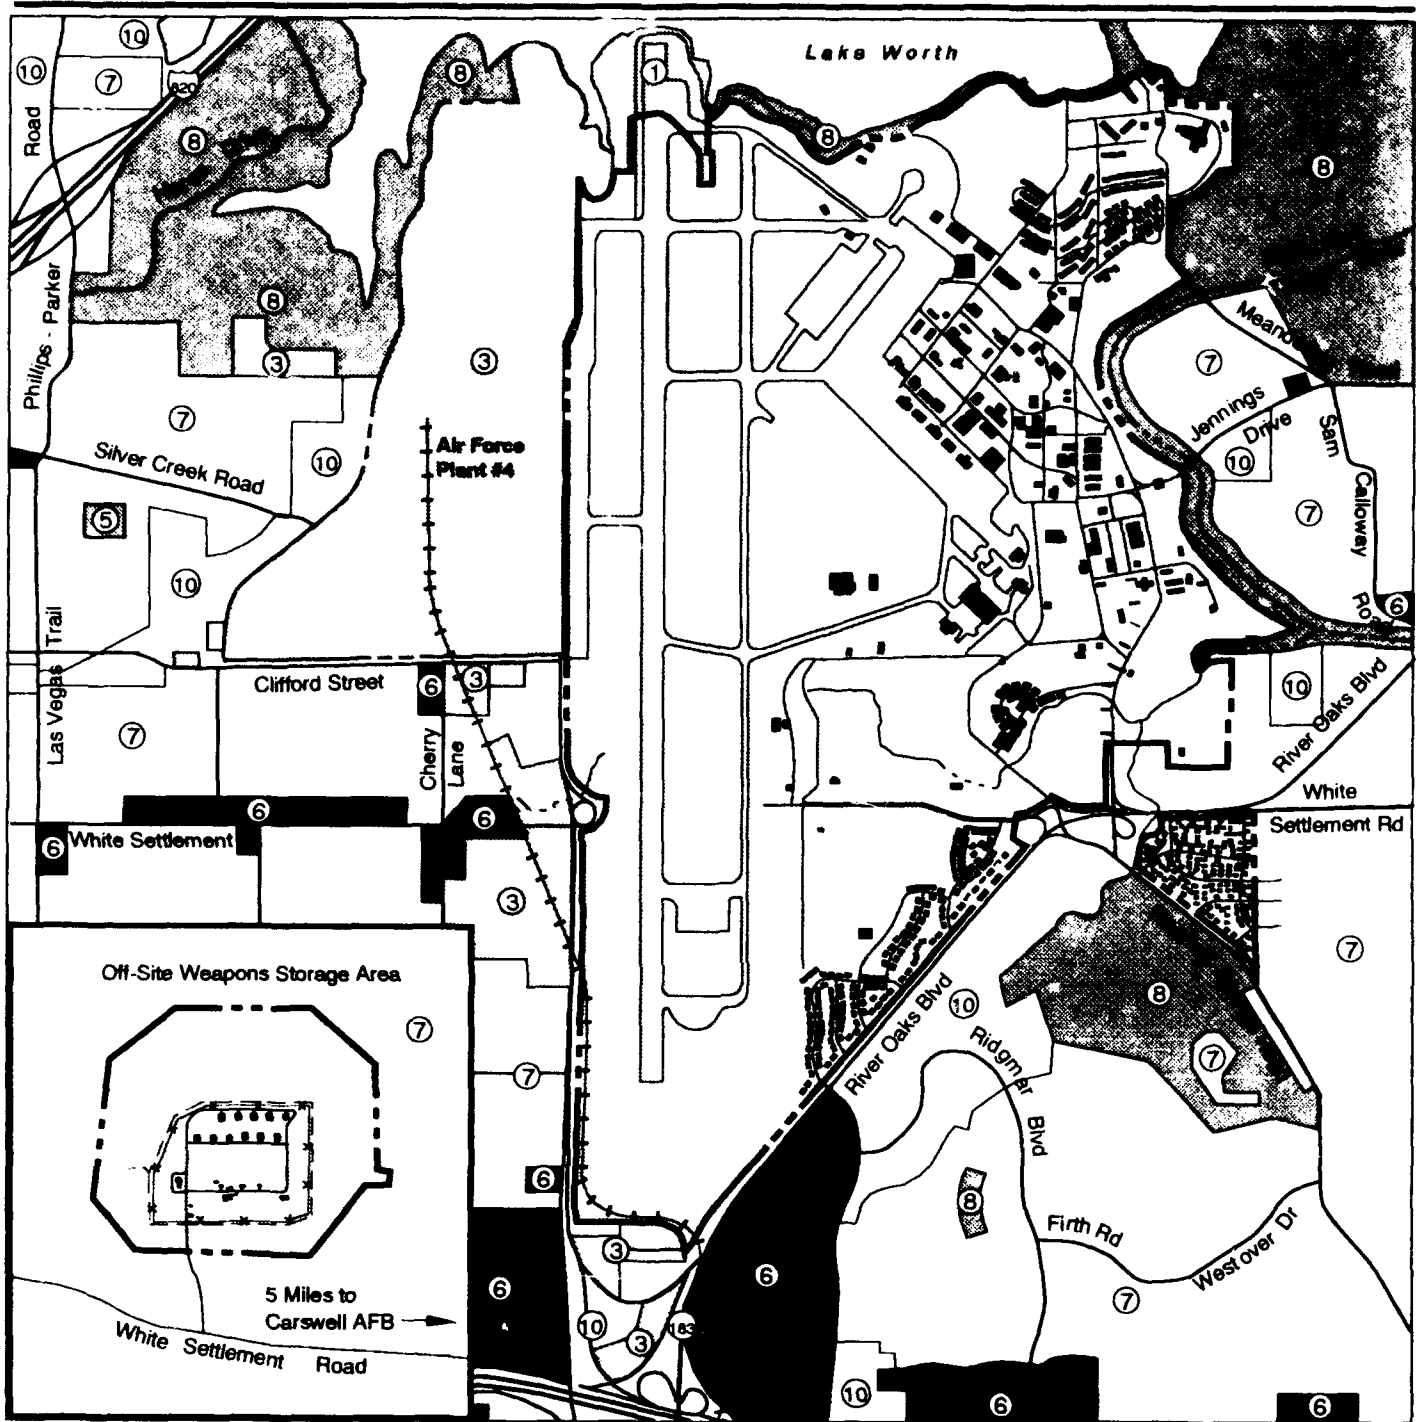 Lake Worth
10
10
7
820
8
8
1
8
8
Road
Phillips - Parker
8
3
3
7
Silver Creek Road
10
Air Force
Plant #4
5
10
7
Jennings
Drive
10
Sam
Calloway
7
6
Las Vegas Trail
Clifford Street
6
3
7
Cherry
Lane
10
River Oaks Blvd
White
Settlement Rd
6
6
6
White Settlement
3
7
8
7
Off-Site Weapons Storage Area
7
River Oaks Blvd
10
Ridgmar
Blvd
7
6
8
Firth Rd
Westover Dr
3
6
6
7
5 Miles to
Carswell AFB
White Settlement Road
10
3
183
10
6
6